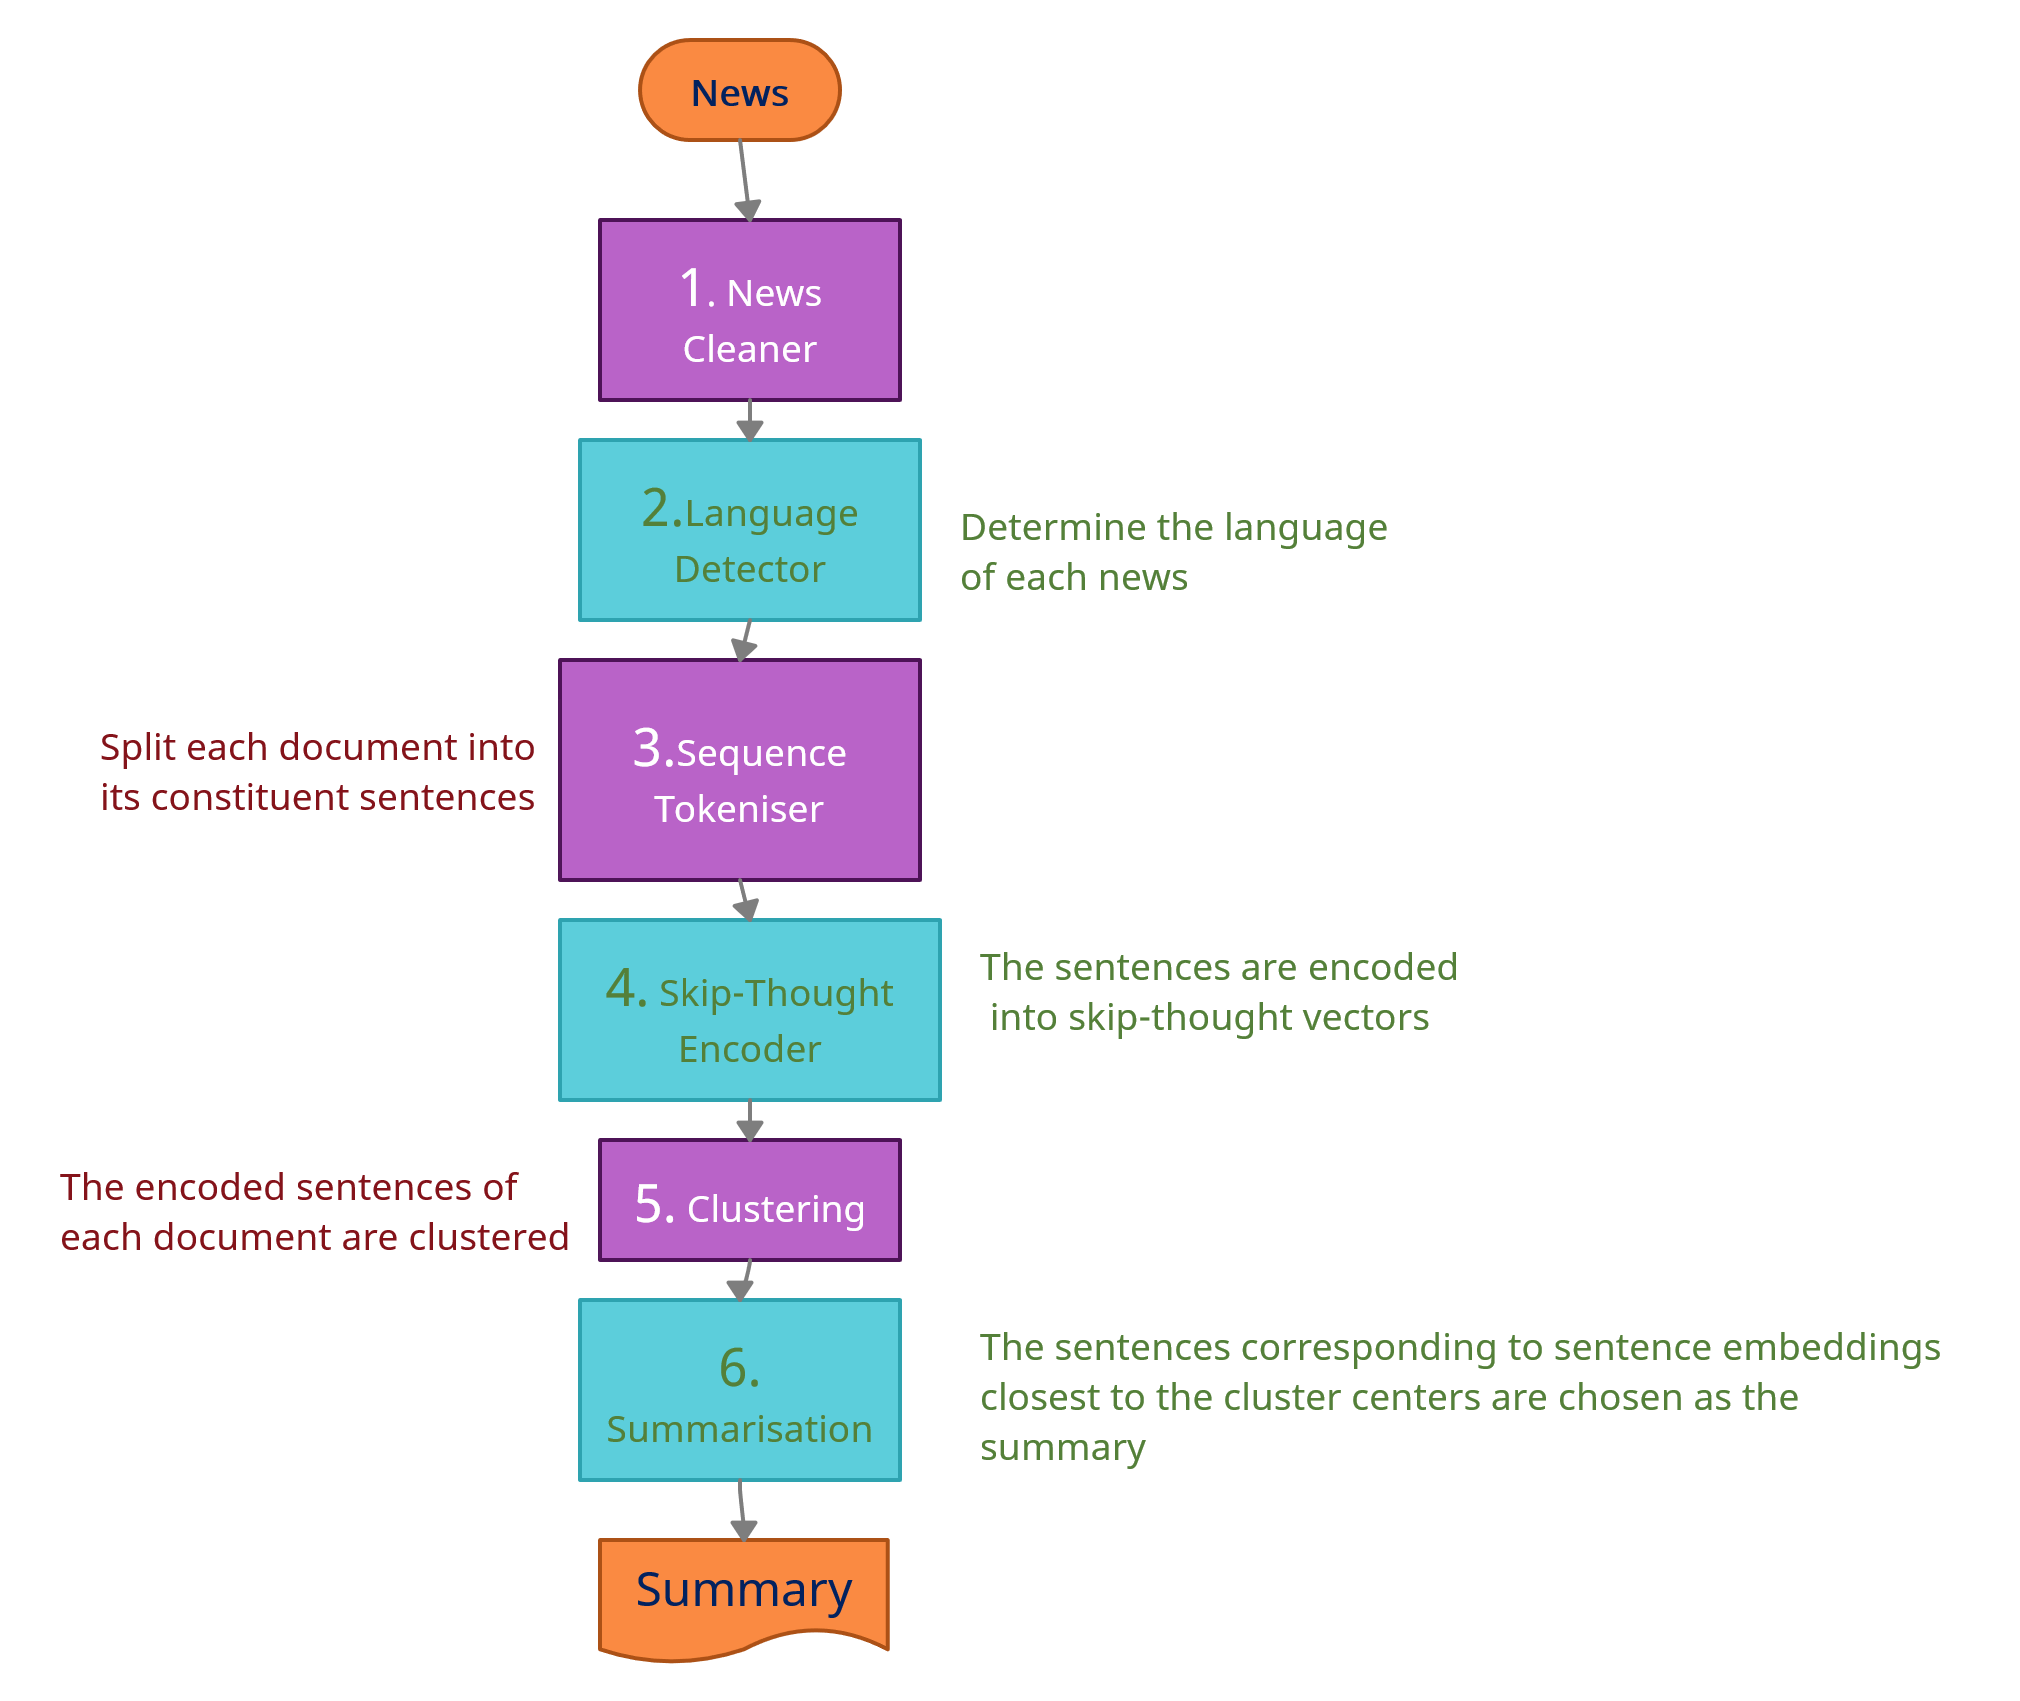 News
1. News
Cleaner
2.Language
Detector
Determine the language
of each news
3.Sequence
Tokeniser
Split each document into
its constituent sentences
4. Skip-Thought
Encoder
The sentences are encoded
into skip-thought vectors
5. Clustering
The encoded sentences of
each document are clustered
6.
Summarisation
The sentences corresponding to sentence embeddings
closest to the cluster centers are chosen as the
summary
Summary